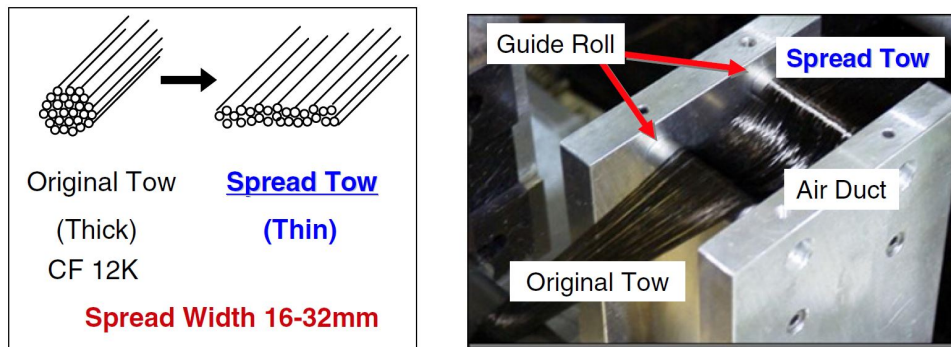 Original Tow
(Thick)
CF 12K
Spread Tow
(Thin)
Spread Width 16-32mm
Guide Roll
Spread Tow
Air Duct
Original Tow